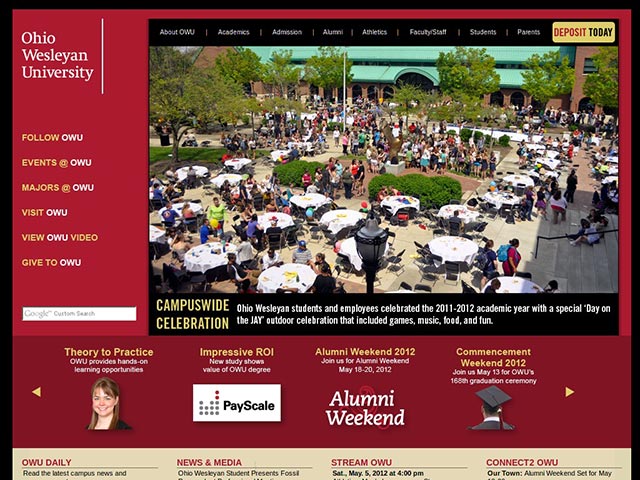 Ohio
Wesleyan
University
About OWU
Academics
Admission
Alumni
Athletics
Faculty/Staff
Students
Parents
DEPOSIT TODAY
FOLLOW OWU
EVENTS @ OWU
MAJORS @ OWU
VISIT OWU
VIEW OWU VIDEO
GIVE TO OWU
Google™ Custom Search
CAMPUSWIDE
CELEBRATION
Ohio Wesleyan students and employees celebrated the 2011-2012 academic year with a special 'Day on
the JAY' outdoor celebration that included games, music, food, and fun.
Theory to Practice
OWU provides hands-on
learning opportunities
Impressive ROI
New study shows
value of OWU degree
PayScale
Alumni Weekend 2012
Join us for Alumni Weekend
May 18-20, 2012
Alumni
Weekend
Commencement
Weekend 2012
Join us May 13 for OWU's
168th graduation ceremony
OWU DAILY
Read the latest campus news and
NEWS & MEDIA
Ohio Wesleyan Student Presents Fossil
STREAM OWU
Sat., May. 5, 2012 at 4:00 pm
CONNECT2 OWU
Our Town: Alumni Weekend Set for May